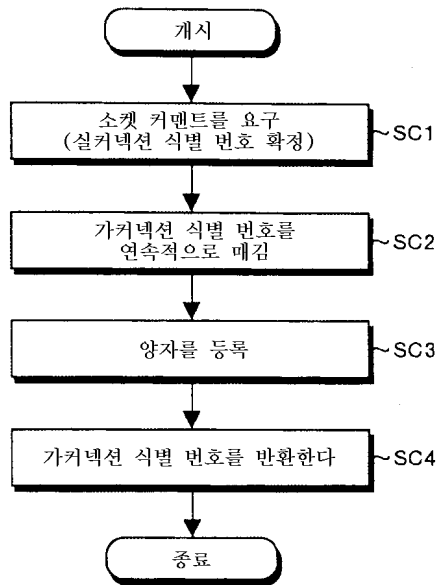 개시
소켓 커맨트를 요구
(실커넥션 식별 번호 확정)
SC1
가커넥션 식별 번호를
연속적으로 매김
SC2
양자를 등록
SC3
가커넥션 식별 번호를 반환한다
SC4
종료